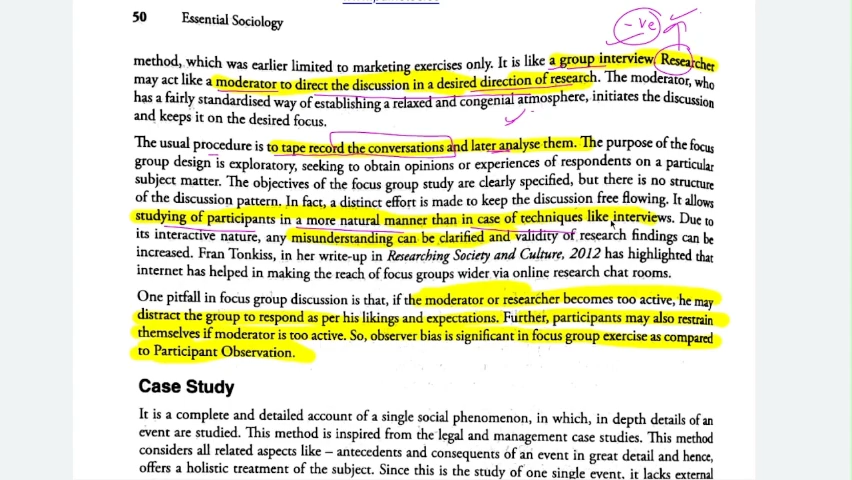 50 Essential Sociology
-ve
method, which was earlier limited to marketing exercises only. It is like a group interview. Researcher
may act like a moderator to direct the discussion in a desired direction of research. The moderator, who
has a fairly standardised way of establishing a relaxed and congenial atmosphere, initiates the discussion
and keeps it on the desired focus.
The usual procedure is to tape record the conversations and later analyse them. The purpose of the focus
group design is exploratory, seeking to obtain opinions or experiences of respondents on a particular
subject matter. The objectives of the focus group study are clearly specified, but there is no structure
of the discussion pattern. In fact, a distinct effort is made to keep the discussion free flowing. It allows
studying of participants in a more natural manner than in case of techniques like interviews. Due to
its interactive nature, any misunderstanding can be clarified and validity of research findings can be
increased. Fran Tonkiss, in her write-up in Researching Society and Culture, 2012 has highlighted that
internet has helped in making the reach of focus groups wider via online research chat rooms.
One pitfall in focus group discussion is that, if the moderator or researcher becomes too active, he may
distract the group to respond as per his likings and expectations. Further, participants may also restrain
themselves if moderator is too active. So, observer bias is significant in focus group exercise as compared
to Participant Observation.
Case Study
It is a complete and detailed account of a single social phenomenon, in which, in depth details of an
event are studied. This method is inspired from the legal and management case studies. This method
considers all related aspects like – antecedents and consequents of an event in great detail and hence,
offers a holistic treatment of the subject. Since this is the study of one single event, it lacks external